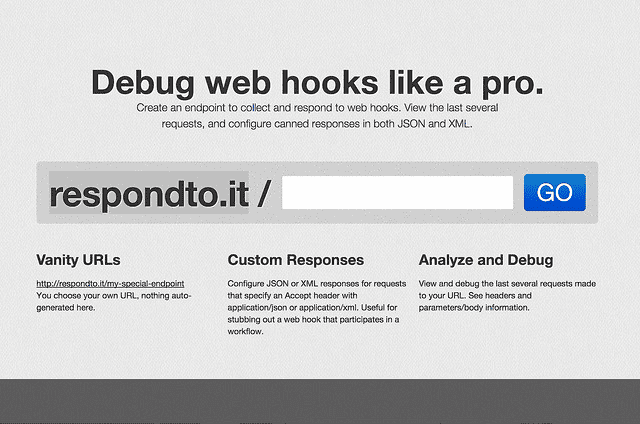 Debug web hooks like a pro.
Create an endpoint to collect and respond to web hooks. View the last several
requests, and configure canned responses in both JSON and XML.
respondto.it / GO
Vanity URLs
http://respondto.it/my-special-endpoint
You choose your own URL, nothing auto-
generated here.
Custom Responses
Configure JSON or XML responses for requests
that specify an Accept header with
application/json or application/xml. Useful for
stubbing out a web hook that participates in a
workflow.
Analyze and Debug
View and debug the last several requests made
to your URL. See headers and
parameters/body information.